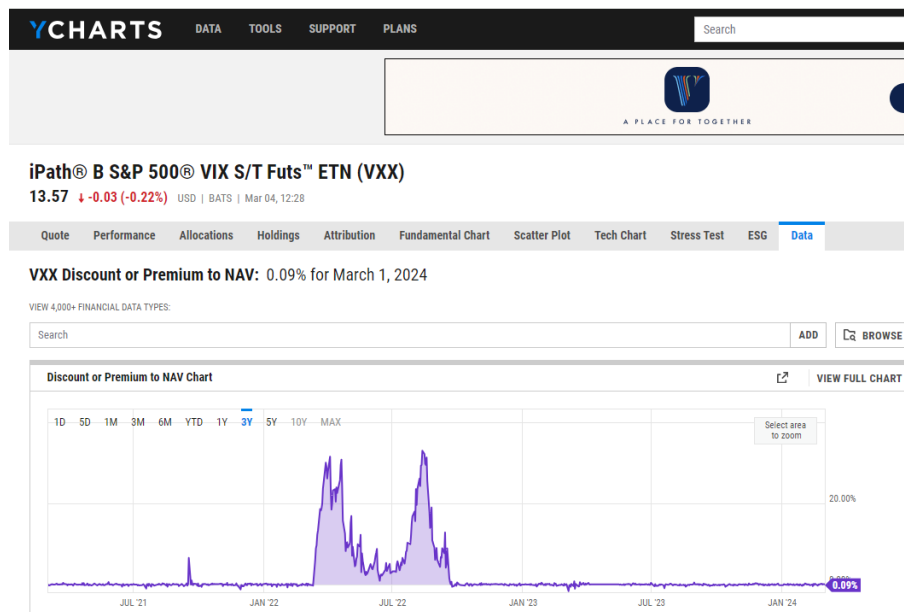 YCHARTS DATA TOOLS SUPPORT PLANS Search
A PLACE FOR TOGETHER
iPath® B S&P 500® VIX S/T Futs™ ETN (VXX)
13.57 ↓ -0.03 (-0.22%) USD | BATS | Mar 04, 12:28
Quote Performance Allocations Holdings Attribution Fundamental Chart Scatter Plot Tech Chart Stress Test ESG Data
VXX Discount or Premium to NAV: 0.09% for March 1, 2024
VIEW 4,000+ FINANCIAL DATA TYPES:
Search ADD BROWSE
Discount or Premium to NAV Chart VIEW FULL CHART
1D 5D 1M 3M 6M YTD 1Y 3Y 5Y 10Y MAX
Select area
to zoom
20.00%
0.09%
JUL '21 JAN '22 JUL '22 JAN '23 JUL '23 JAN '24